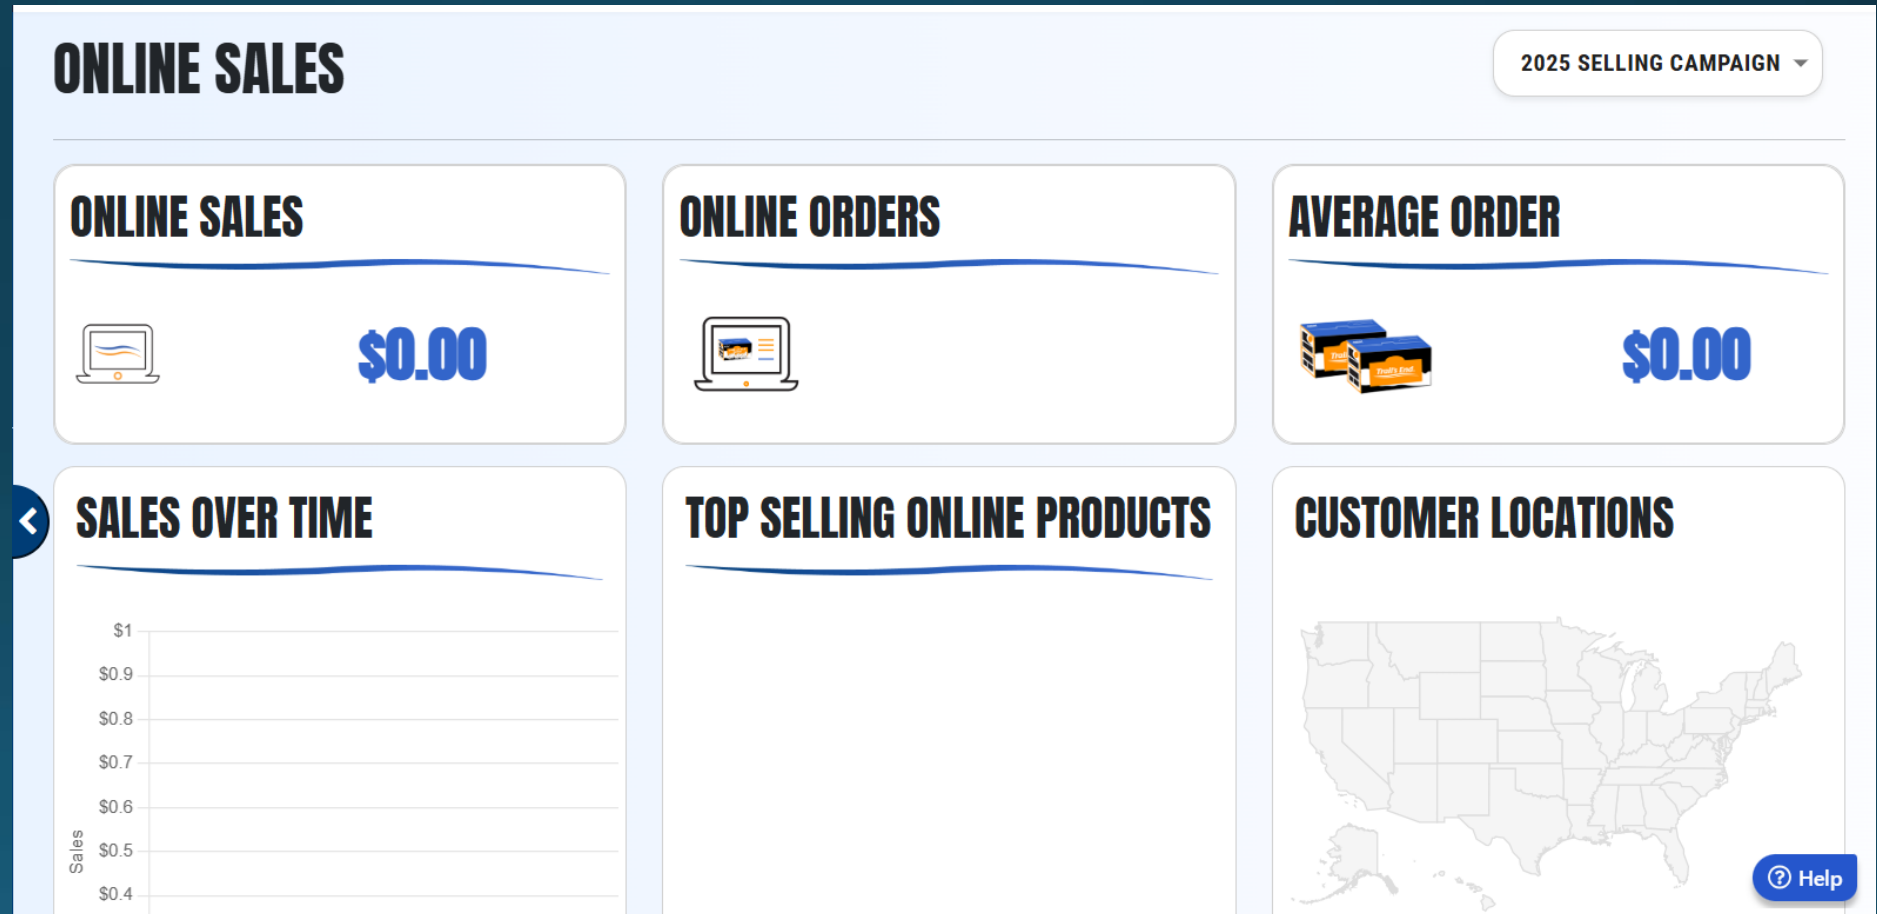 ONLINE SALES
2025 SELLING CAMPAIGN
ONLINE SALES
$0.00
ONLINE ORDERS
AVERAGE ORDER
Trail's End
$0.00
SALES OVER TIME
$1
$0.9
$0.8
$0.7
$0.6
$0.5
$0.4
Sales
TOP SELLING ONLINE PRODUCTS
CUSTOMER LOCATIONS
Help